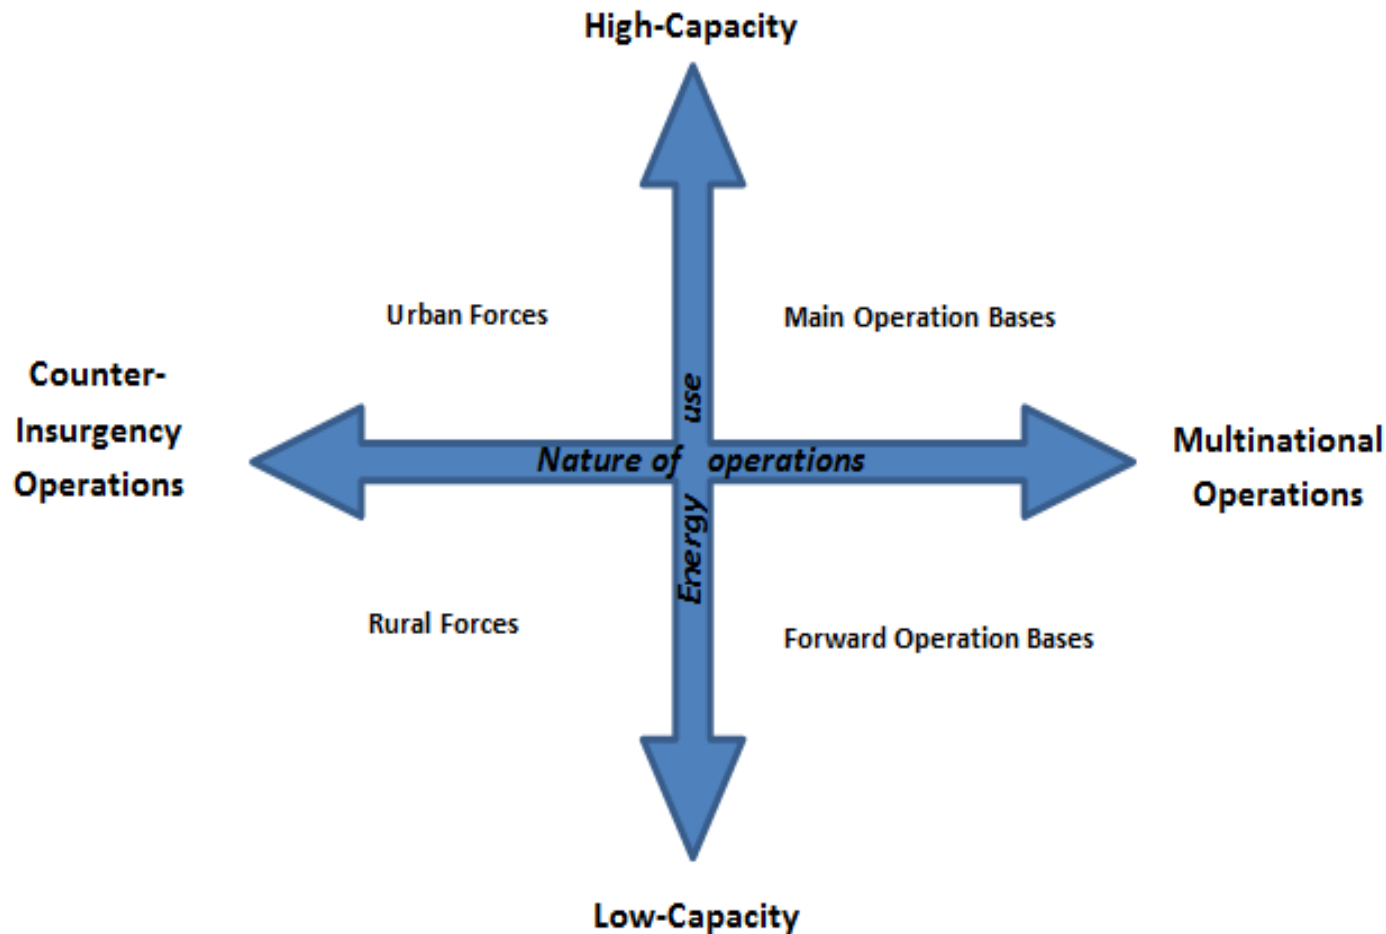 High-Capacity
Urban Forces
Main Operation Bases
Counter-
Insurgency
Operations
Nature of operations
Energy use
Multinational
Operations
Rural Forces
Forward Operation Bases
Low-Capacity